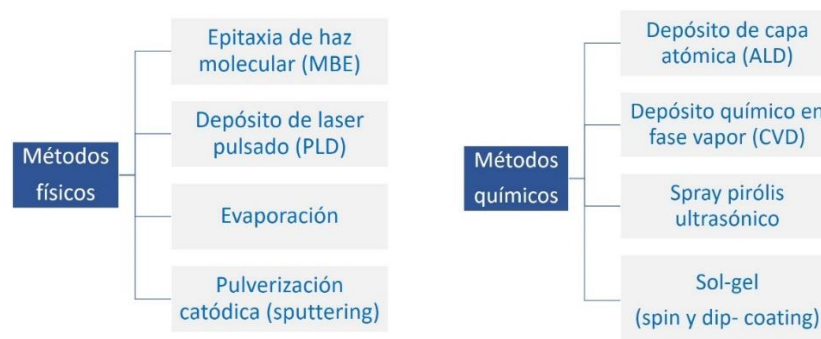 Métodos
físicos
Epitaxia de haz
molecular (MBE)
Depósito de laser
pulsado (PLD)
Evaporación
Pulverización
catódica (sputtering)
Métodos
químicos
Depósito de capa
atómica (ALD)
Depósito químico en
fase vapor (CVD)
Spray pirólis
ultrasónico
Sol-gel
(spin y dip- coating)